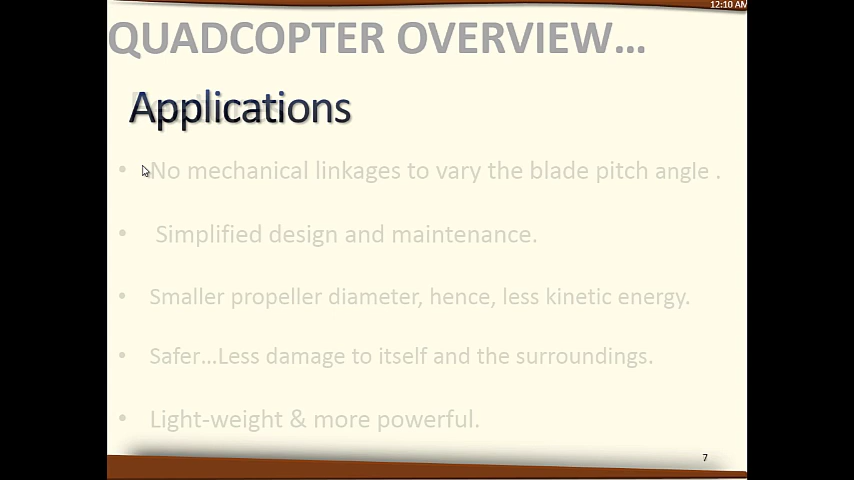 12:10 AM
QUADCOPTER OVERVIEW...
Applications
• No mechanical linkages to vary the blade pitch angle .
• Simplified design and maintenance.
• Smaller propeller diameter, hence, less kinetic energy.
• Safer...Less damage to itself and the surroundings.
• Light-weight & more powerful.
7